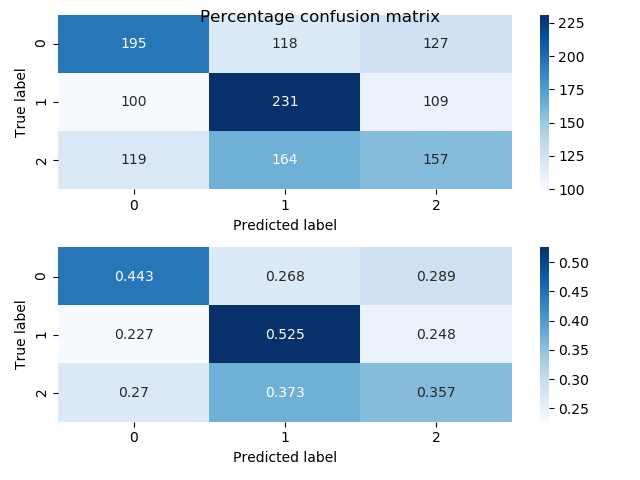 Percentage confusion matrix
True label
0 195 118 127
1 100 231 109
2 119 164 157
0 1 2
Predicted label
225
200
175
150
125
100
True label
0 0.443 0.268 0.289
1 0.227 0.525 0.248
2 0.27 0.373 0.357
0 1 2
Predicted label
0.50
0.45
0.40
0.35
0.30
0.25